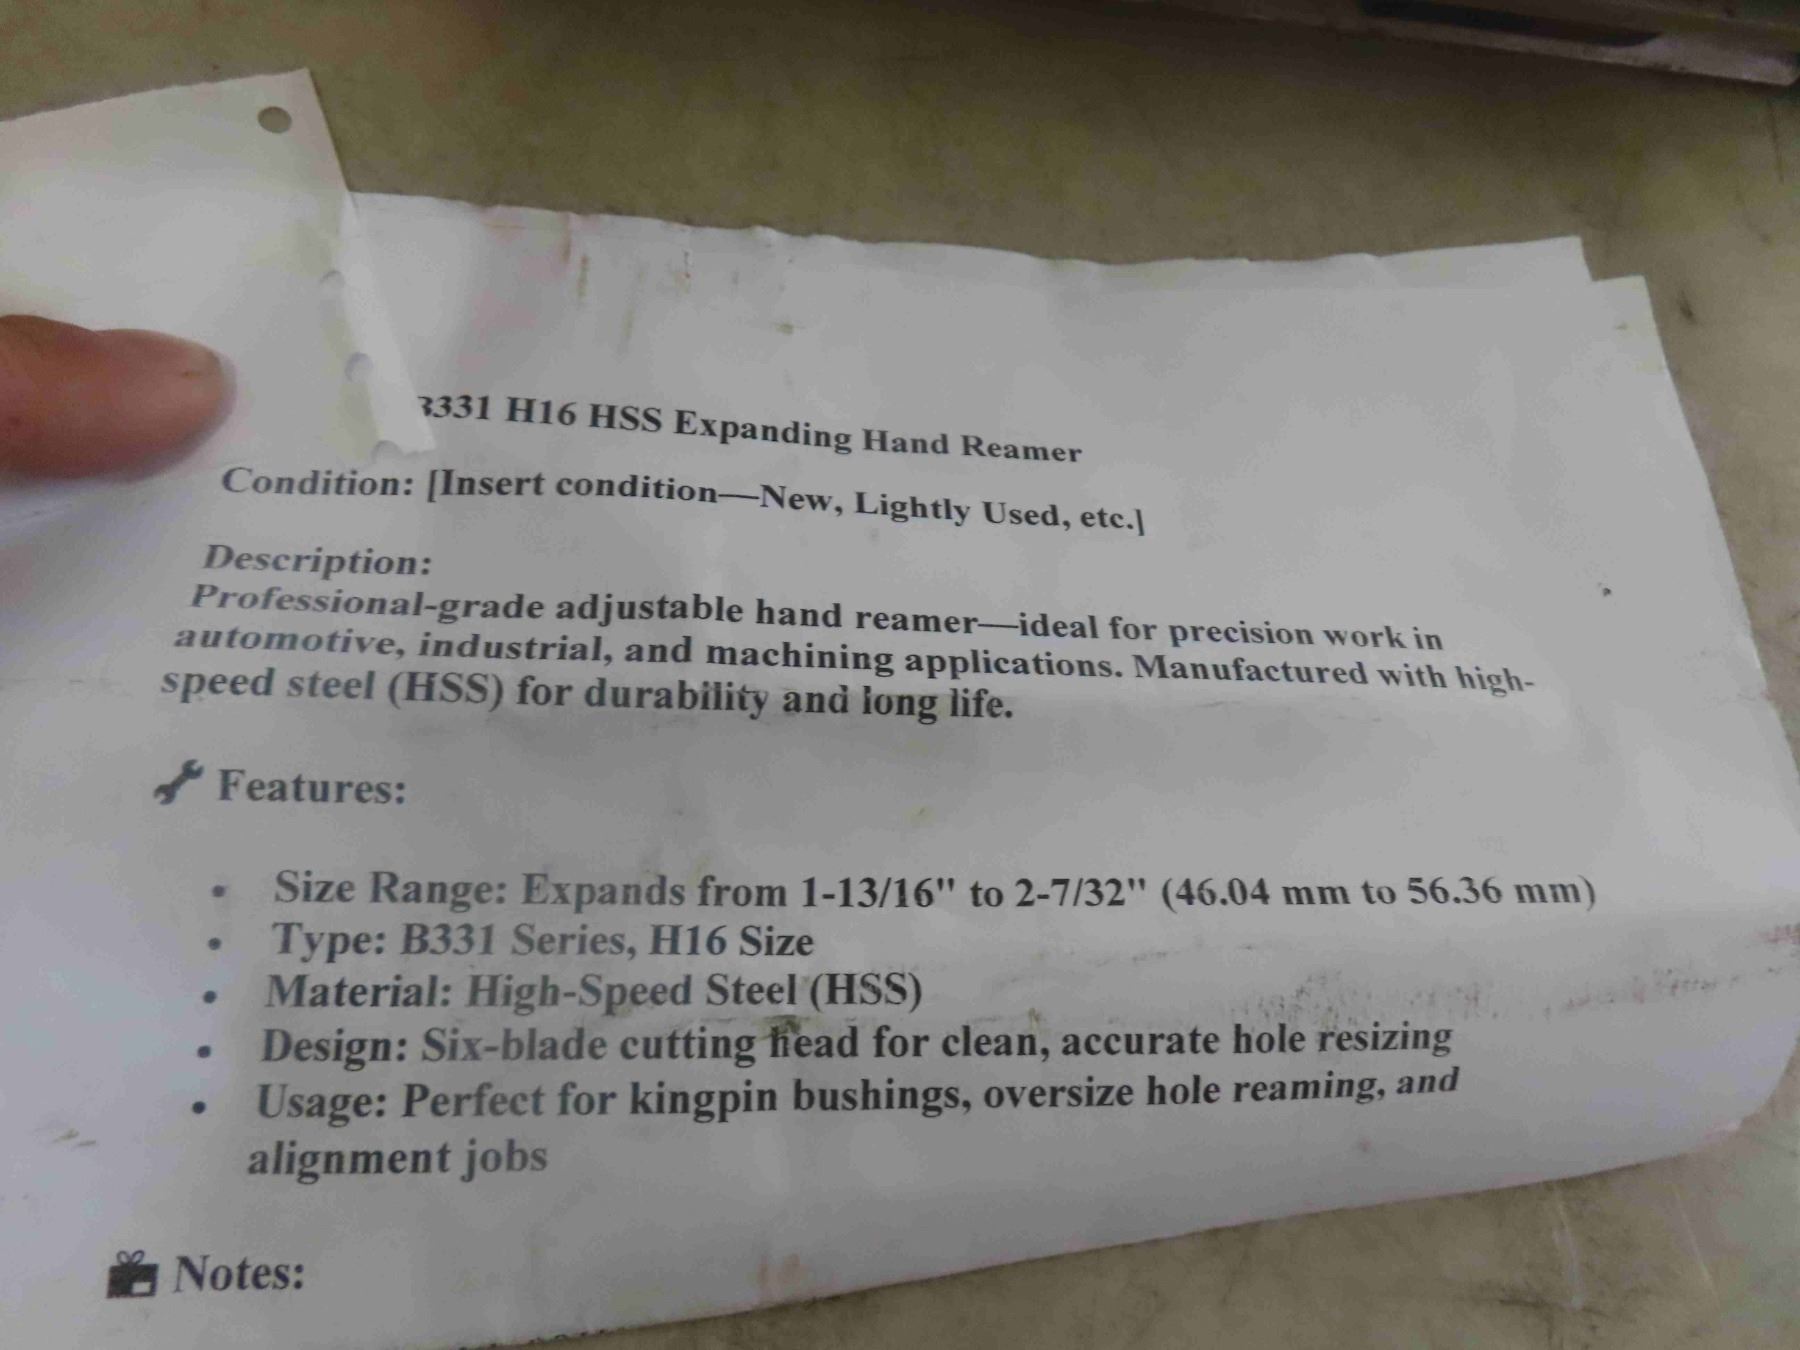 B331 H16 HSS Expanding Hand Reamer
Condition: [Insert condition—New, Lightly Used, etc.]
Description:
Professional-grade adjustable hand reamer—ideal for precision work in
automotive, industrial, and machining applications. Manufactured with high-
speed steel (HSS) for durability and long life.
Features:
• Size Range: Expands from 1-13/16" to 2-7/32" (46.04 mm to 56.36 mm)
• Type: B331 Series, H16 Size
• Material: High-Speed Steel (HSS)
• Design: Six-blade cutting head for clean, accurate hole resizing
• Usage: Perfect for kingpin bushings, oversize hole reaming, and
alignment jobs
Notes: